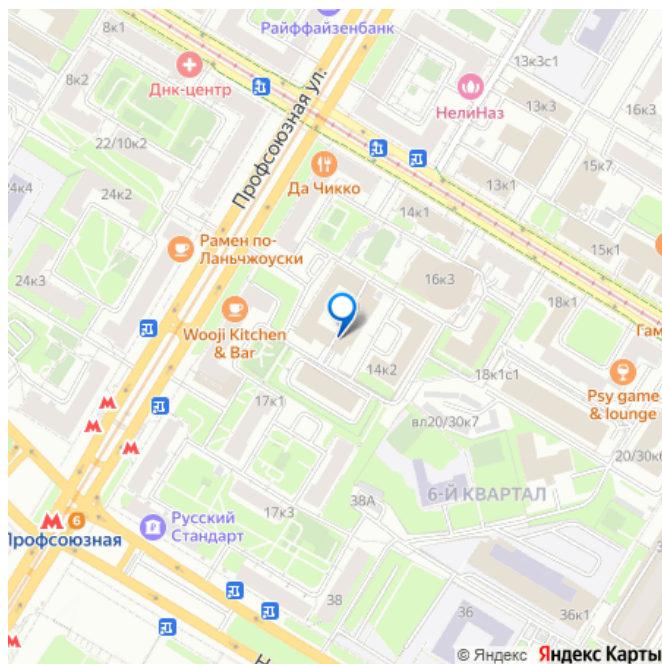 8к1
Райффайзенбанк
8к2
Днк-центр
13к3с1
13к3
16к3
НелиНаз
Профсоюзная ул.
22/10к2
15к7
24к4
24к2
Да Чикко
13к1
14к1
15к1
Рамен по-
Ланьчжоуски
16к3
24к3
18к1
Wooji Kitchen
& Bar
Гам
14к2
18к1с1
Psy game
& lounge
17к1
вл20/30к7
20/30к6
6-Й КВАРТАЛ
38А
17к3
6
Профсоюзная
Русский
Стандарт
38
36
36к1
Н
© Яндекс Яндекс Карты